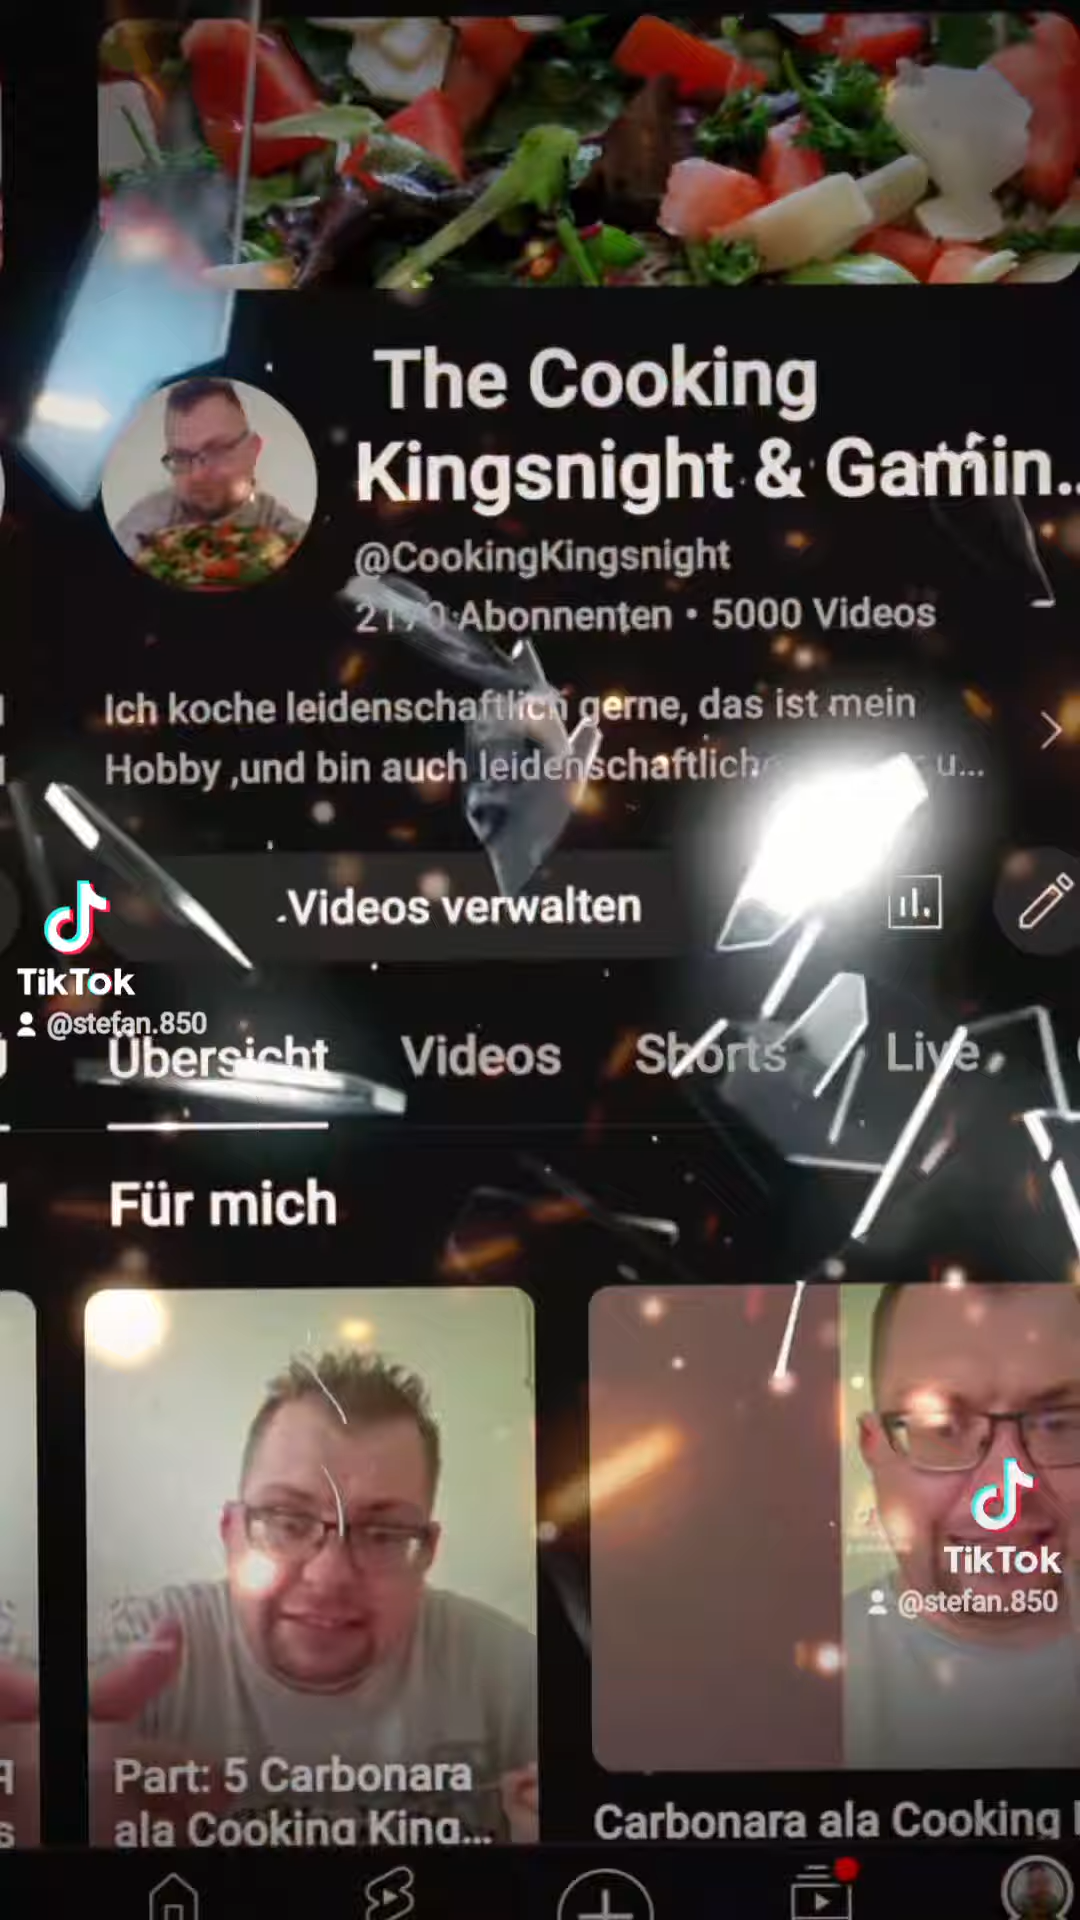 The Cooking
Kingsnight & Gamin...
@CookingKingsnight
Abonnenten • 5000 Videos
Ich koche leidenschaftlich gerne, das ist mein
Hobby ,und bin auch leidenschaftliche u...
Videos verwalten
TikTok
@stefan.850
Übersicht Videos Shorts Live
Für mich
TikTok
@stefan.850
Part: 5 Carbonara
ala Cooking King...
Carbonara ala Cooking